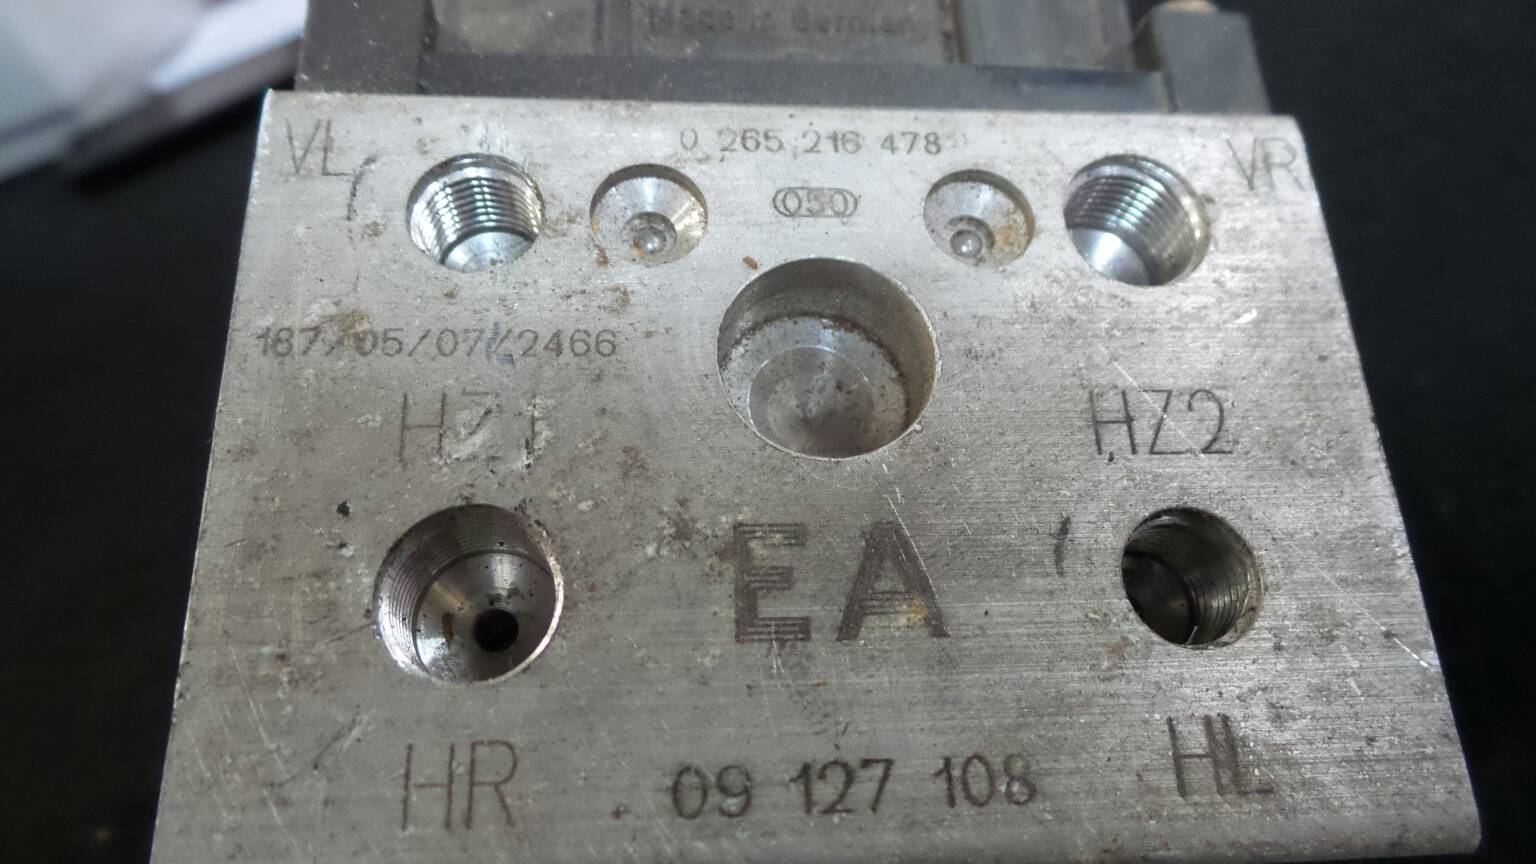 Made in Germany
VL
0 265 216 478
VR
050
187/05/07/2466
HZ1
HZ2
EA
HR
09 127 108
HL